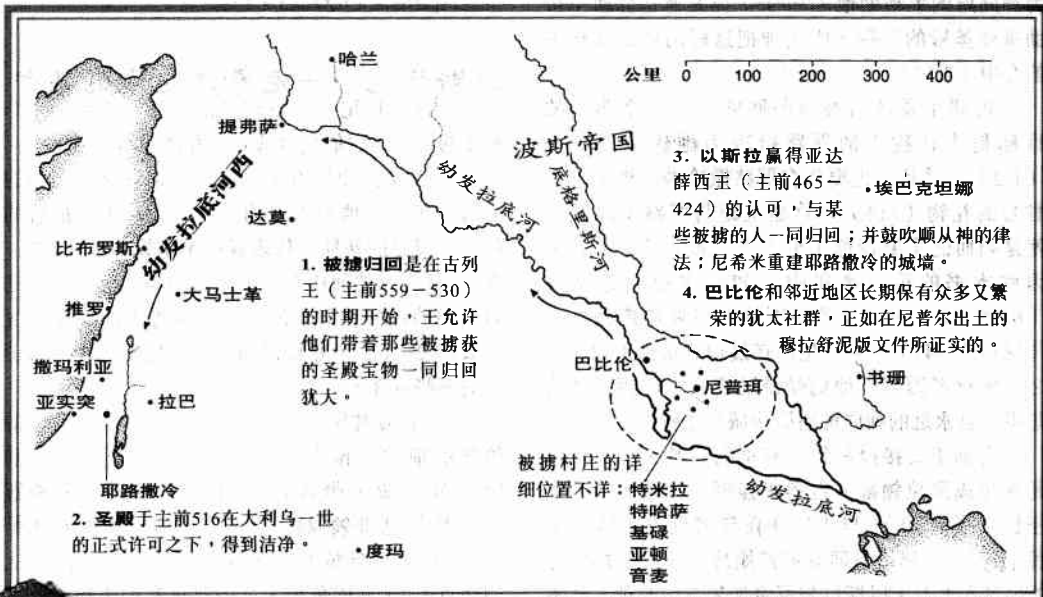 哈兰
公里 0 100 200 300 400
提弗萨
波斯帝国
幼发拉底河
底格里斯河
3. 以斯拉赢得亚达
薛西王（主前465－
424）的认可，与某
些被掳的人一同归回；并鼓吹顺从神的律
法；尼希米重建耶路撒冷的城墙。
埃巴克坦娜
达莫
比布罗斯
幼发拉底河西
大马士革
推罗
1. 被掳归回是在古列
王（主前559－530）
的时期开始，王允许
他们带着那些被掳获
的圣殿宝物一同归回
犹大。
4. 巴比伦和邻近地区长期保有众多又繁
荣的犹太社群，正如在尼普尔出土的
穆拉舒泥版文件所证实的。
撒玛利亚
亚实突
拉巴
巴比伦
尼普珥
书珊
耶路撒冷
被掳村庄的详
细位置不详：特米拉
特哈萨
基碌
亚顿
音麦
幼发拉底河
2. 圣殿于主前516在大利乌一世
的正式许可之下，得到洁净。
度玛